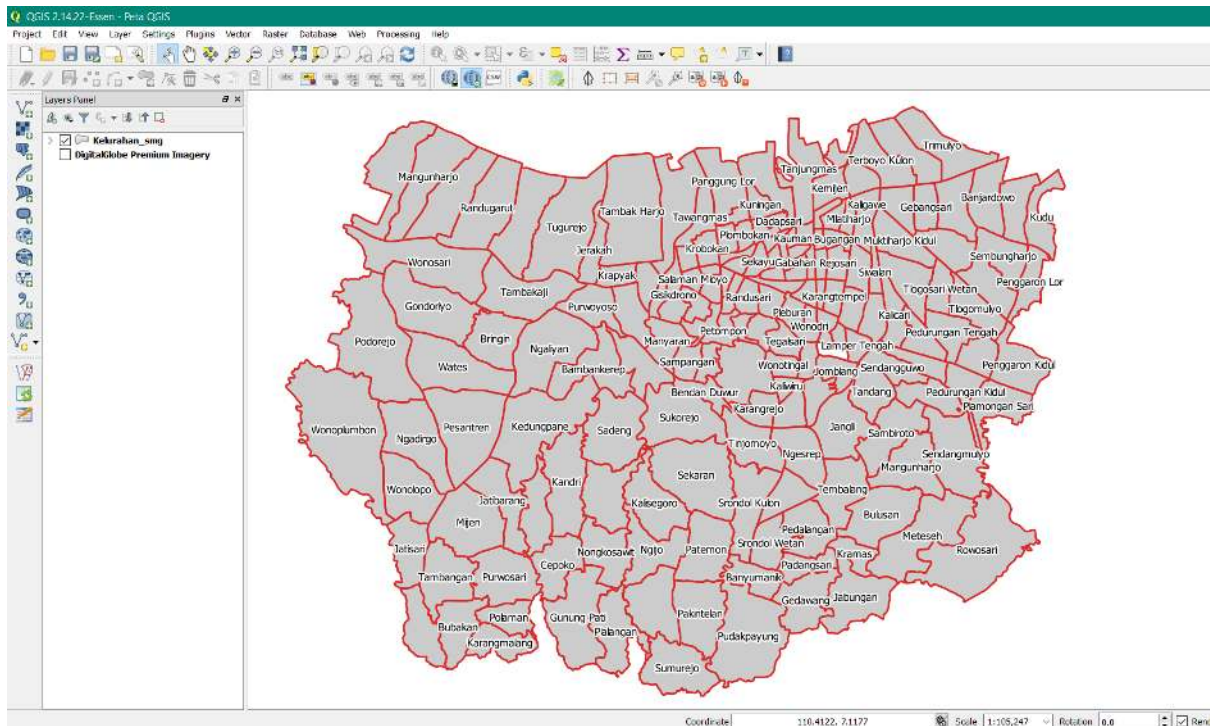 QGIS 2.14.22-Essen - Peta QGIS
Project Edit View Layer Settings Plugins Vector Raster Database Web Processing Help
Layers Panel
Kelurahan_smg
DigitalGlobe Premium Imagery
Trimulyo
Terboyo Kulon
Tanjungmas
Mangunharjo
Panggung Lor
Kemijen
Banjardowo
Randugarut
Kuningan
Kaligawe
Gebangsari
Tambak Harjo
Tawangmas
Dadapsari
Mlatiharjo
Kudu
Tugurejo
Plombokan
Kauman
Bugangan
Muktiharjo Kidul
Jerakah
Krobokan
Sembungharjo
Wonosari
Sekayu
Gabahan
Rejosari
Krapyak
Salaman Mloyo
Siwalan
Penggaron Lor
Tambakaji
Gisikdrono
Randusari
Karangtempel
Tlogosari Wetan
Gondoriyo
Purwoyoso
Pleburan
Kalicari
Tlogomulyo
Wonodri
Petompon
Pedurungan Tengah
Podorejo
Bringin
Manyaran
Tegalsari
Lamper Tengah
Ngaliyan
Wates
Bambankerep
Sampangan
Wonotingal
Jomblang
Sendangguwo
Penggaron Kidul
Bendan Duwur
Kaliwiru
Tandang
Pedurungan Kidul
Karangrejo
Plamongan Sari
Wonoplumbon
Ngadirgo
Pesantren
Kedungpane
Sadeng
Sukorejo
Jangli
Sambiroto
Tinjomoyo
Ngesrep
Sendangmulyo
Mangunharjo
Sekaran
Kandri
Wonolopo
Jatibarang
Kalisegoro
Srondol Kulon
Tembalang
Bulusan
Mijen
Pedalangan
Meteseh
Jatisari
Nongkosawit
Ngijo
Patemon
Srondol Wetan
Kramas
Rowosari
Cepoko
Padangsari
Tambangan
Purwosari
Banyumanik
Gedawang
Jabungan
Polaman
Gunung Pati
Pakintelan
Bubakan
Palangan
Pudakpayung
Karangmalang
Sumurejo
Coordinate 110.4122,-7.1177 Scale 1:105,247 Rotation 0.0 Rend